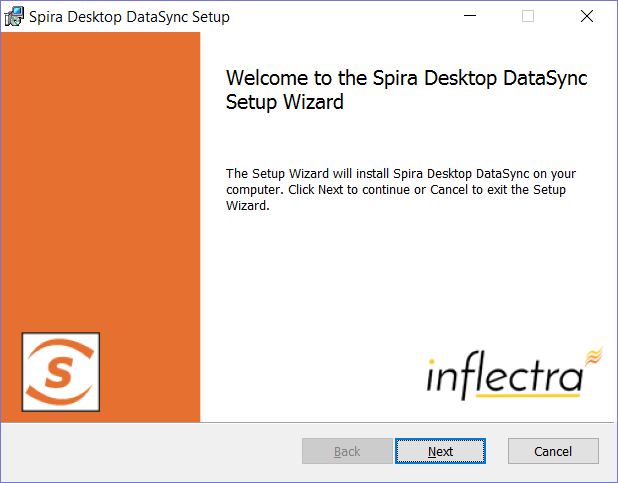 Spira Desktop DataSync Setup
Welcome to the Spira Desktop DataSync
Setup Wizard
The Setup Wizard will install Spira Desktop DataSync on your
computer. Click Next to continue or Cancel to exit the Setup
Wizard.
S
inflectra
Back
Next
Cancel